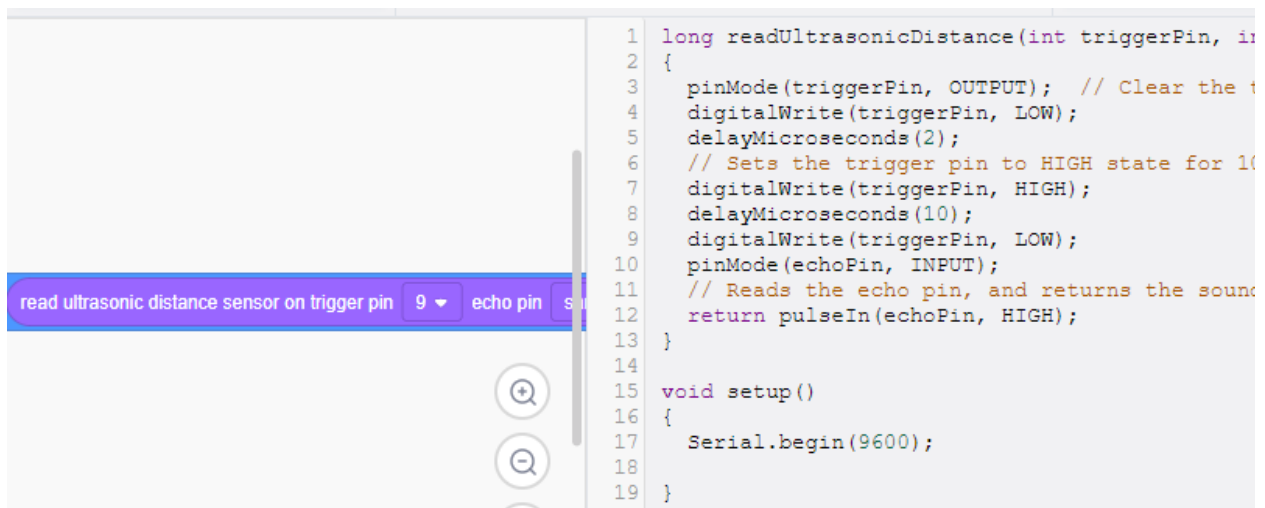 read ultrasonic distance sensor on trigger pin 9 echo pin
1 long readUltrasonicDistance(int triggerPin,
2 {
3 pinMode(triggerPin, OUTPUT); // Clear the
4 digitalWrite(triggerPin, LOW);
5 delayMicroseconds(2);
6 // Sets the trigger pin to HIGH state for
7 digitalWrite(triggerPin, HIGH);
8 delayMicroseconds(10);
9 digitalWrite(triggerPin, LOW);
10 pinMode(echoPin, INPUT);
11 // Reads the echo pin, and returns the
12 return pulseIn(echoPin, HIGH);
13 }
14
15 void setup()
16 {
17 Serial.begin(9600);
18
19 }